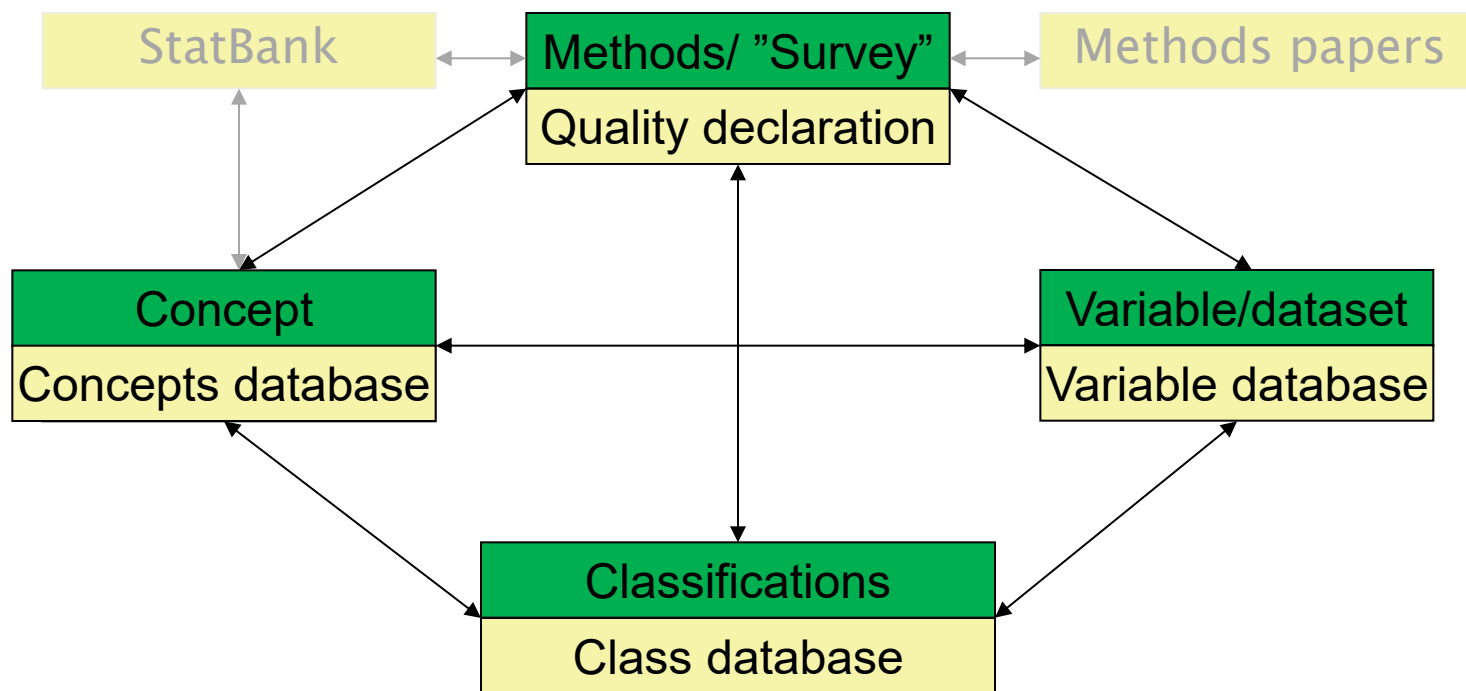 StatBank
Methods/ ”Survey”
Methods papers
Quality declaration
Concept
Variable/dataset
Concepts database
Variable database
Classifications
Class database